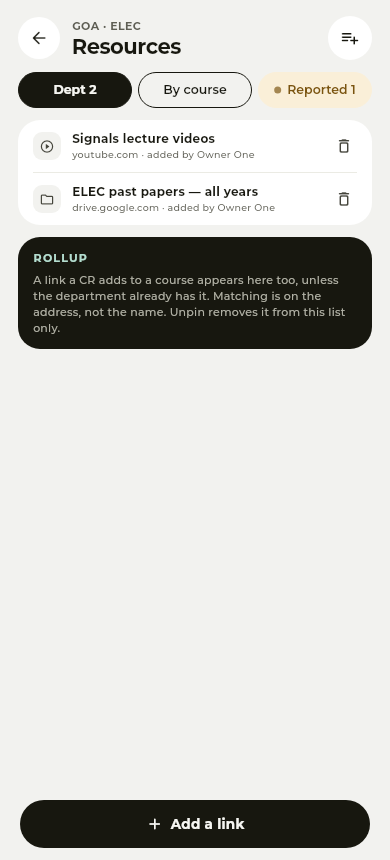 GOA · ELEC
Resources
Dept 2
By course
Reported 1
Signals lecture videos
youtube.com · added by Owner One
ELEC past papers — all years
drive.google.com · added by Owner One
ROLLUP
A link a CR adds to a course appears here too, unless
the department already has it. Matching is on the
address, not the name. Unpin removes it from this list
only.
Add a link